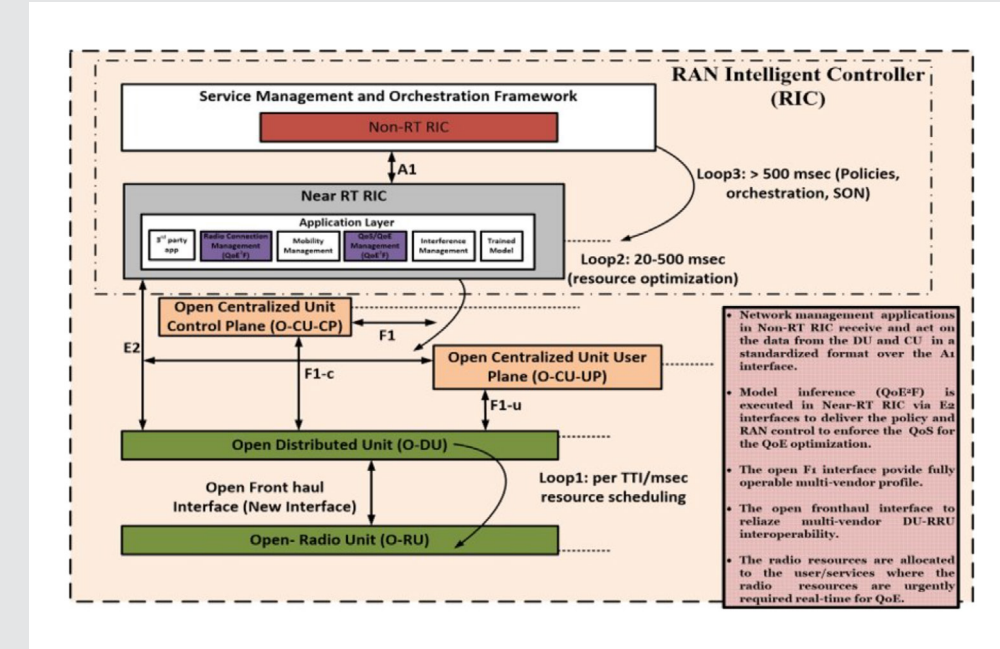 RAN Intelligent Controller
(RIC)
Service Management and Orchestration Framework
Non-RT RIC
A1
Loop3: > 500 msec (Policies,
orchestration, SON)
Near RT RIC
Application Layer
3rd party
app
Radio Connection
Management
(QoE²F)
Mobility
Management
QoS/QoE
Management
(QoE²F)
Interference
Management
Trained
Model
Loop2: 20-500 msec
(resource optimization)
Open Centralized Unit
Control Plane (O-CU-CP)
F1
E2
F1-c
Open Centralized Unit User
Plane (O-CU-UP)
F1-u
Open Distributed Unit (O-DU)
Open Front haul
Interface (New Interface)
Loop1: per TTI/msec
resource scheduling
Open- Radio Unit (O-RU)
• Network management applications
in Non-RT RIC receive and act on
the data from the DU and CU in a
standardized format over the A1
interface.
• Model inference (QoE²F) is
executed in Near-RT RIC via E2
interfaces to deliver the policy and
RAN control to enforce the QoS for
the QoE optimization.
• The open F1 interface povide fully
operable multi-vendor profile.
• The open fronthaul interface to
reliaze multi-vendor DU-RRU
interoperability.
• The radio resources are allocated
to the user/services where the
radio resources are urgently
required real-time for QoE.